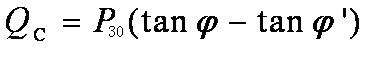 Q_C = P_30(tan φ − tan φ')